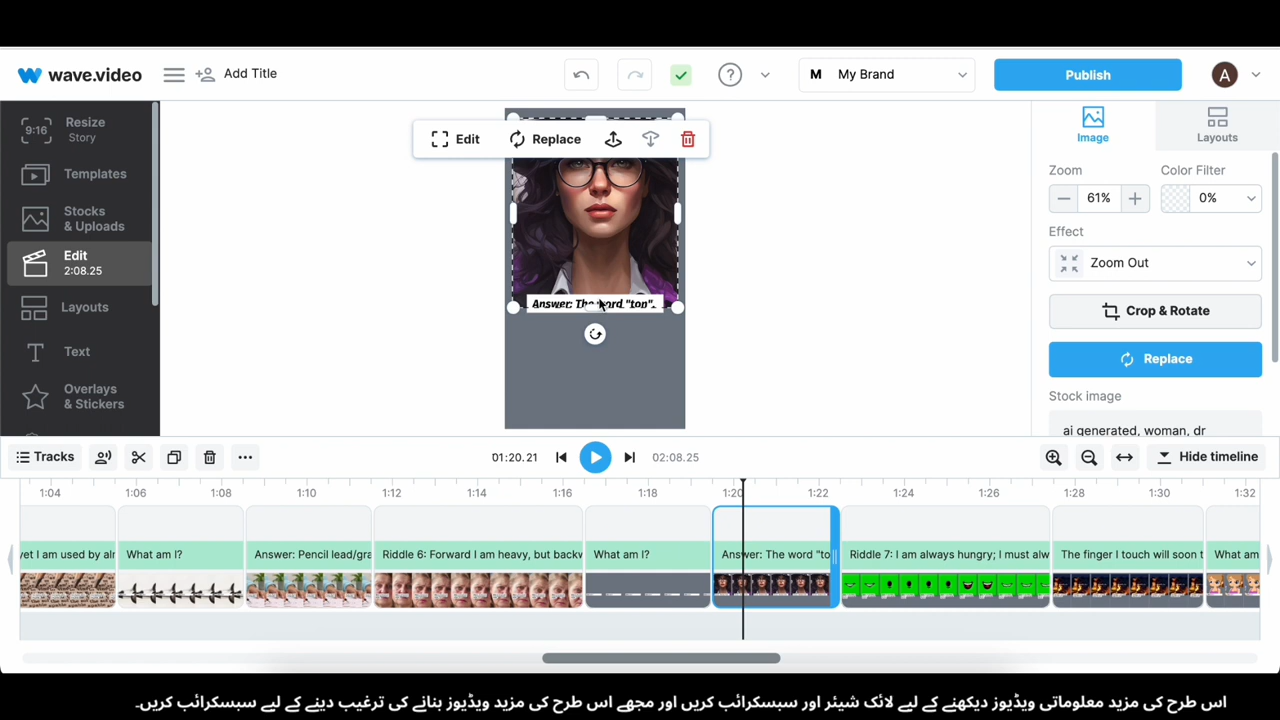 wave.video
Add Title
My Brand
Publish
A
9:16
Resize
Story
Templates
Stocks
& Uploads
Edit
2:08.25
Layouts
Text
Overlays
& Stickers
Edit
Replace
Answer: The word "top".
Image
Layouts
Zoom
Color Filter
61%
0%
Effect
Zoom Out
Crop & Rotate
Replace
Stock image
ai generated, woman, dr
Tracks
01:20.21
02:08.25
Hide timeline
1:04
1:06
1:08
1:10
1:12
1:14
1:16
1:18
1:20
1:22
1:24
1:26
1:28
1:30
1:32
yet I am used by alr
What am I?
Answer: Pencil lead/gra
Riddle 6: Forward I am heavy, but backw
What am I?
Answer: The word "to
Riddle 7: I am always hungry; I must alw
The finger I touch will soon t
What am
اس طرح کی مزید معلوماتی ویڈیوز دیکھنے کے لیے لائک شیئر اور سبسکرائب کریں اور مجھے اس طرح کی مزید ویڈیوز بنانے کی ترغیب دینے کے لیے سبسکرائب کریں۔